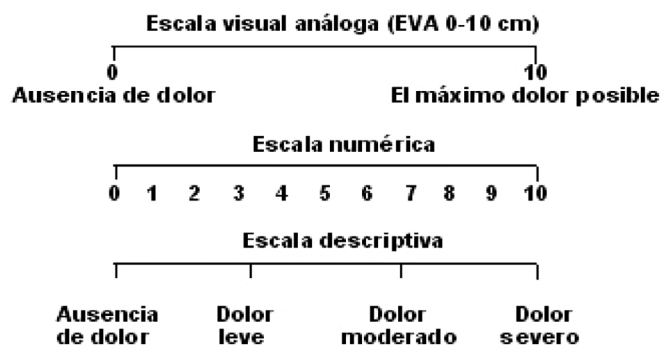 Escala visual análoga (EVA 0-10 cm)
0 10
Ausencia de dolor El máximo dolor posible
Escala numérica
0 1 2 3 4 5 6 7 8 9 10
Escala descriptiva
Ausencia Dolor Dolor Dolor
de dolor leve moderado severo